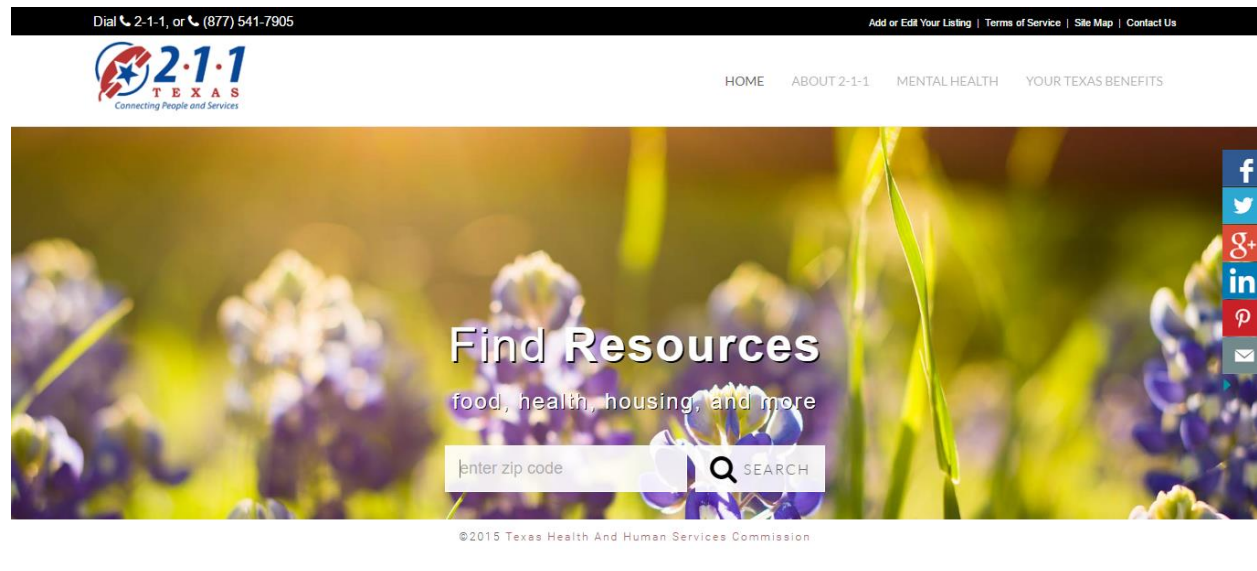 Dial 2-1-1, or (877) 541-7905
Add or Edit Your Listing | Terms of Service | Site Map | Contact Us
2·1·1
TEXAS
Connecting People and Services
HOME ABOUT 2-1-1 MENTAL HEALTH YOUR TEXAS BENEFITS
f
g+
in
p
Find Resources
food, health, housing, and more
enter zip code SEARCH
©2015 Texas Health And Human Services Commission